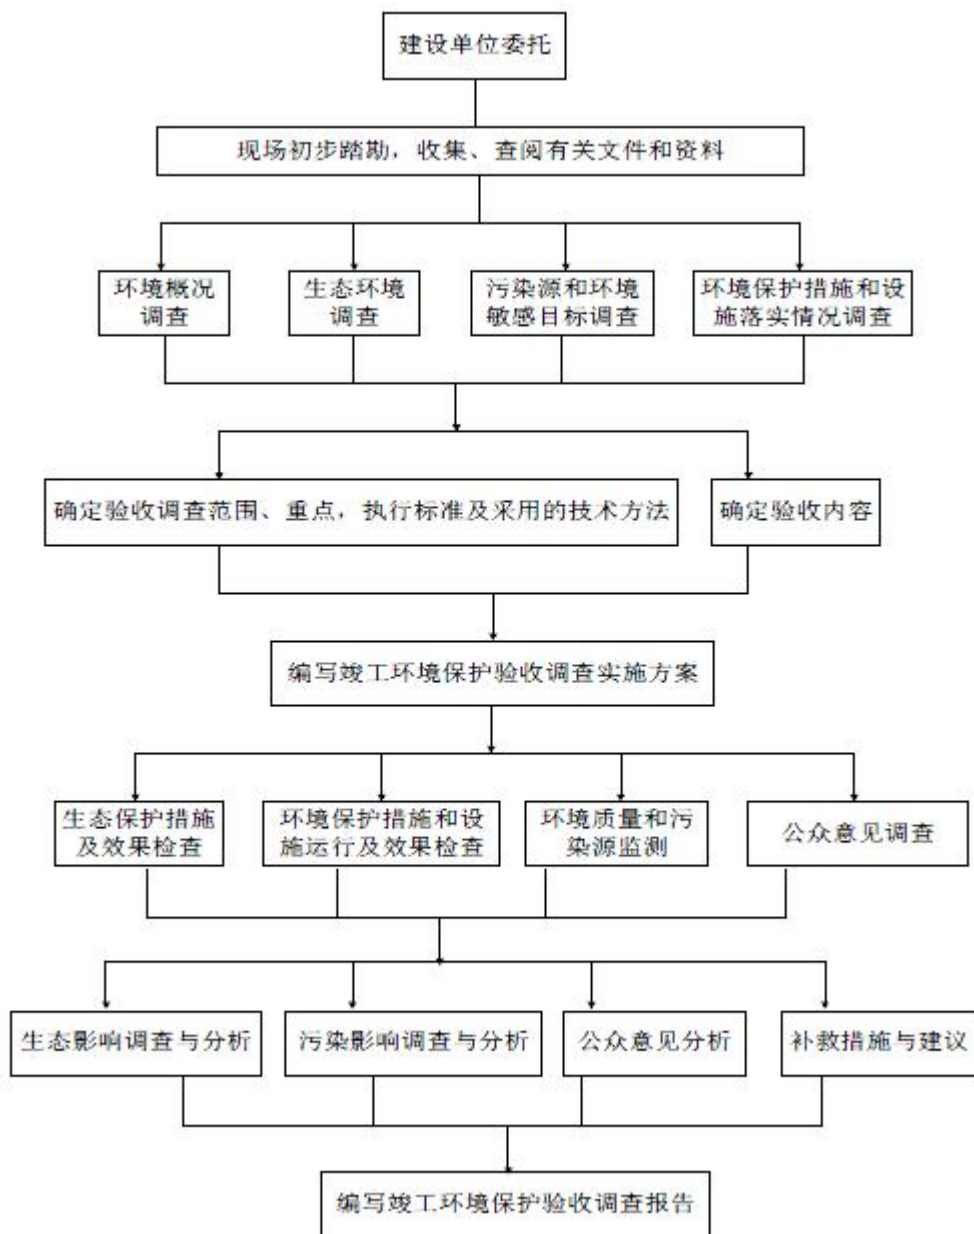 建设单位委托
现场初步踏勘，收集、查阅有关文件和资料
环境概况
调查
生态环境
调查
污染源和环境
敏感目标调查
环境保护措施和设
施落实情况调查
确定验收调查范围、重点，执行标准及采用的技术方法
确定验收内容
编写竣工环境保护验收调查实施方案
生态保护措施
及效果检查
环境保护措施和设
施运行及效果检查
环境质量和污
染源监测
公众意见调查
生态影响调查与分析
污染影响调查与分析
公众意见分析
补救措施与建议
编写竣工环境保护验收调查报告